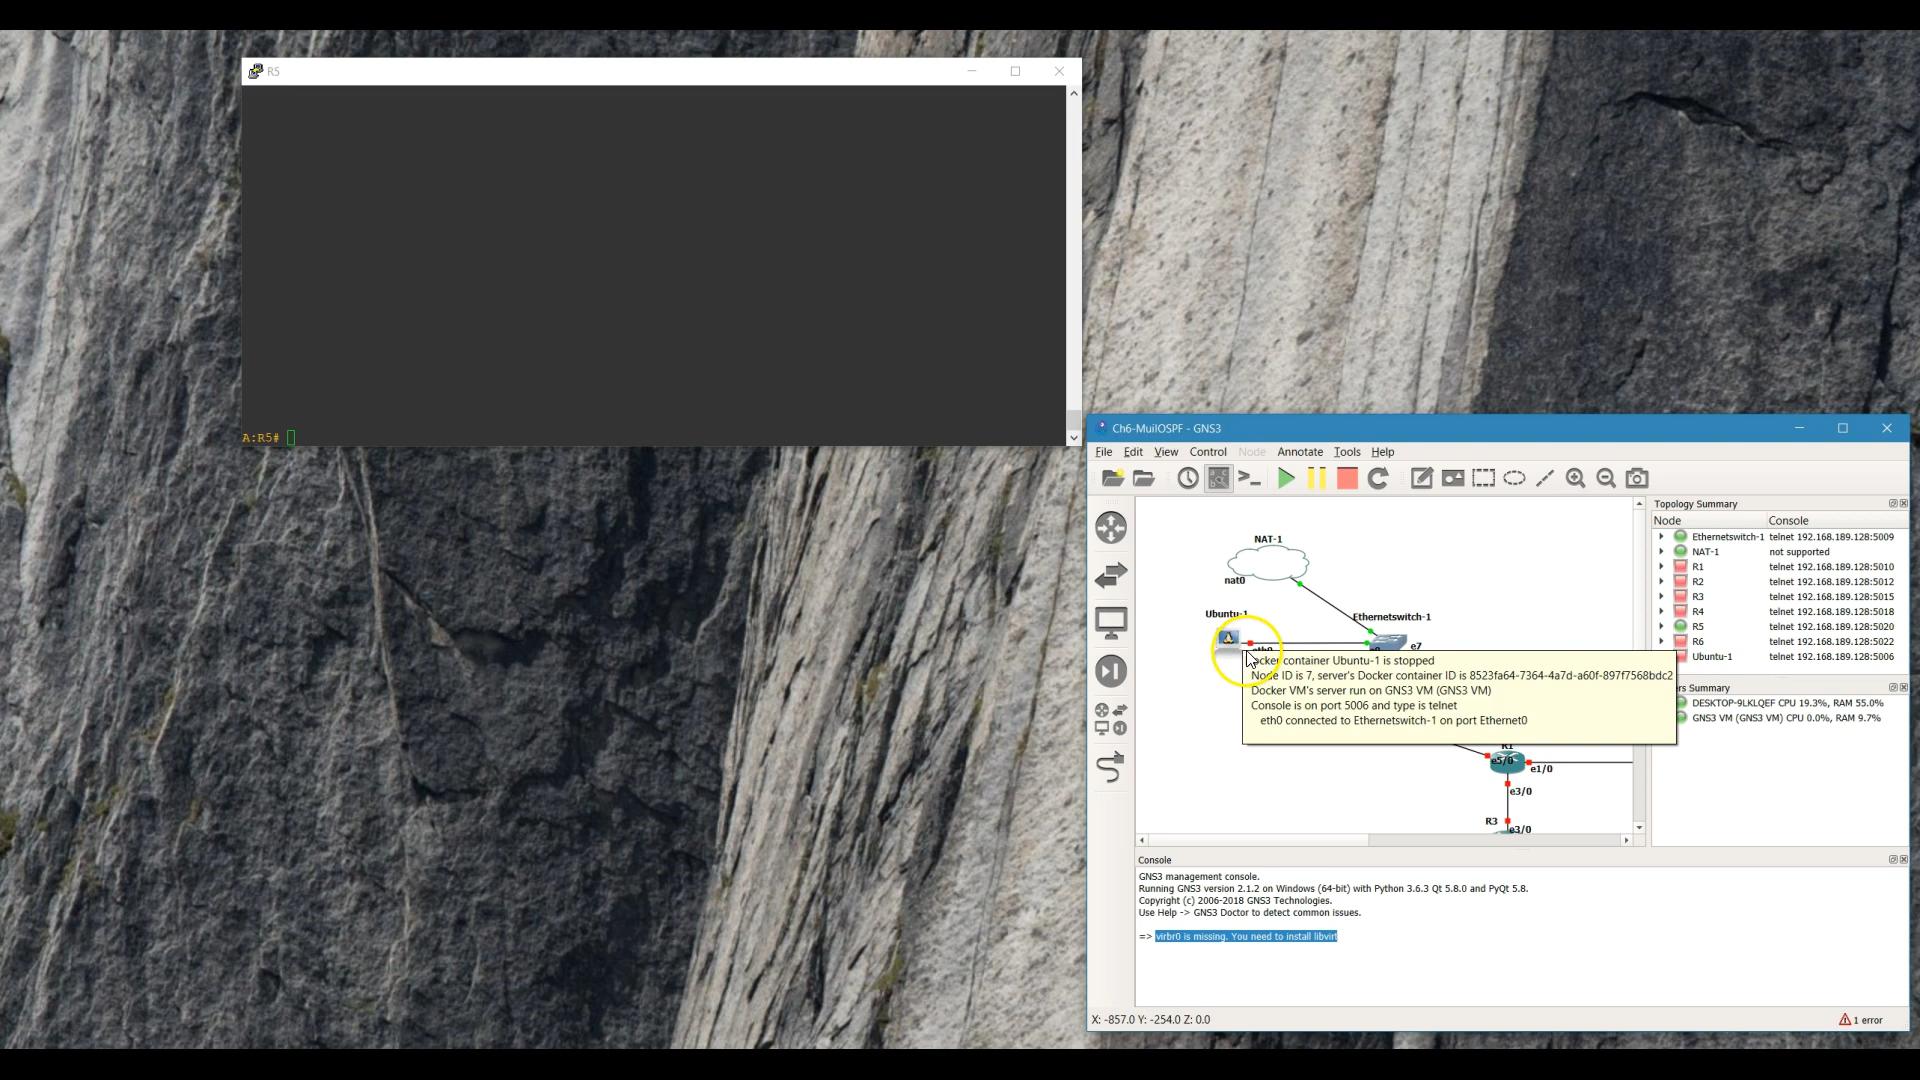 R5
A:R5#
Ch6-MuilOSPF - GNS3
File Edit View Control Node Annotate Tools Help
NAT-1
nat0
Ubuntu-1
Ethernetswitch-1
e7
container Ubuntu-1 is stopped
Node ID is 7, server's Docker container ID is 8523fa64-7364-4a7d-a60f-897f7568bdc2
Docker VM's server run on GNS3 VM (GNS3 VM)
Console is on port 5006 and type is telnet
eth0 connected to Ethernetswitch-1 on port Ethernet0
R1
e5/0
e1/0
e3/0
R3
e3/0
Topology Summary
Node Console
Ethernetswitch-1 telnet 192.168.189.128:5009
NAT-1 not supported
R1 telnet 192.168.189.128:5010
R2 telnet 192.168.189.128:5012
R3 telnet 192.168.189.128:5015
R4 telnet 192.168.189.128:5018
R5 telnet 192.168.189.128:5020
R6 telnet 192.168.189.128:5022
Ubuntu-1 telnet 192.168.189.128:5006
rs Summary
DESKTOP-9LKLQEF CPU 19.3%, RAM 55.0%
GNS3 VM (GNS3 VM) CPU 0.0%, RAM 9.7%
Console
GNS3 management console.
Running GNS3 version 2.1.2 on Windows (64-bit) with Python 3.6.3 Qt 5.8.0 and PyQt 5.8.
Copyright (c) 2006-2018 GNS3 Technologies.
Use Help -> GNS3 Doctor to detect common issues.
=> virbr0 is missing. You need to install libvirt
X: -857.0 Y: -254.0 Z: 0.0
1 error